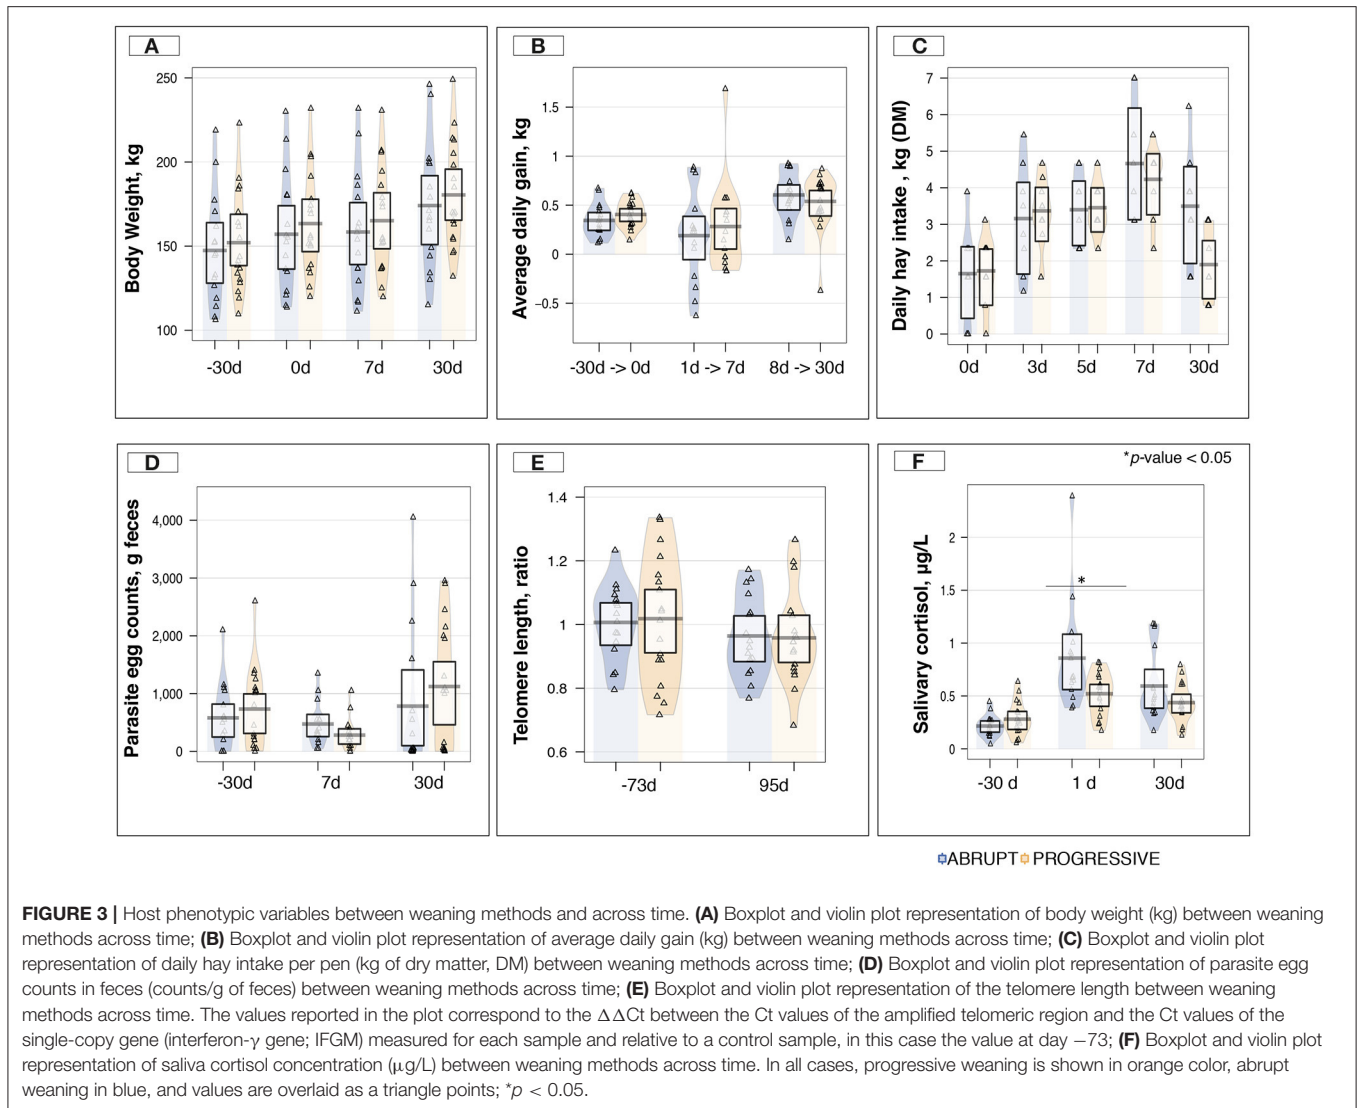 A
Body Weight, kg
250
200
150
100
-30d 0d 7d 30d
B
Average daily gain, kg
1.5
1
0.5
0
−0.5
-30d -> 0d 1d -> 7d 8d -> 30d
C
Daily hay intake , kg (DM)
7
6
5
4
3
2
1
0
0d 3d 5d 7d 30d
D
Parasite egg counts, g feces
4,000
3,000
2,000
1,000
0
-30d 7d 30d
E
Telomere length, ratio
1.4
1.2
1
0.8
0.6
-73d 95d
F
*p-value < 0.05
Salivary cortisol, µg/L
2
1.5
1
0.5
0
*
-30 d 1 d 30d
ABRUPT PROGRESSIVE
FIGURE 3 | Host phenotypic variables between weaning methods and across time. (A) Boxplot and violin plot representation of body weight (kg) between weaning
methods across time; (B) Boxplot and violin plot representation of average daily gain (kg) between weaning methods across time; (C) Boxplot and violin plot
representation of daily hay intake per pen (kg of dry matter, DM) between weaning methods across time; (D) Boxplot and violin plot representation of parasite egg
counts in feces (counts/g of feces) between weaning methods across time; (E) Boxplot and violin plot representation of the telomere length between weaning
methods across time. The values reported in the plot correspond to the ΔΔCt between the Ct values of the amplified telomeric region and the Ct values of the
single-copy gene (interferon-γ gene; IFGM) measured for each sample and relative to a control sample, in this case the value at day −73; (F) Boxplot and violin plot
representation of saliva cortisol concentration (μg/L) between weaning methods across time. In all cases, progressive weaning is shown in orange color, abrupt
weaning in blue, and values are overlaid as a triangle points; *p < 0.05.